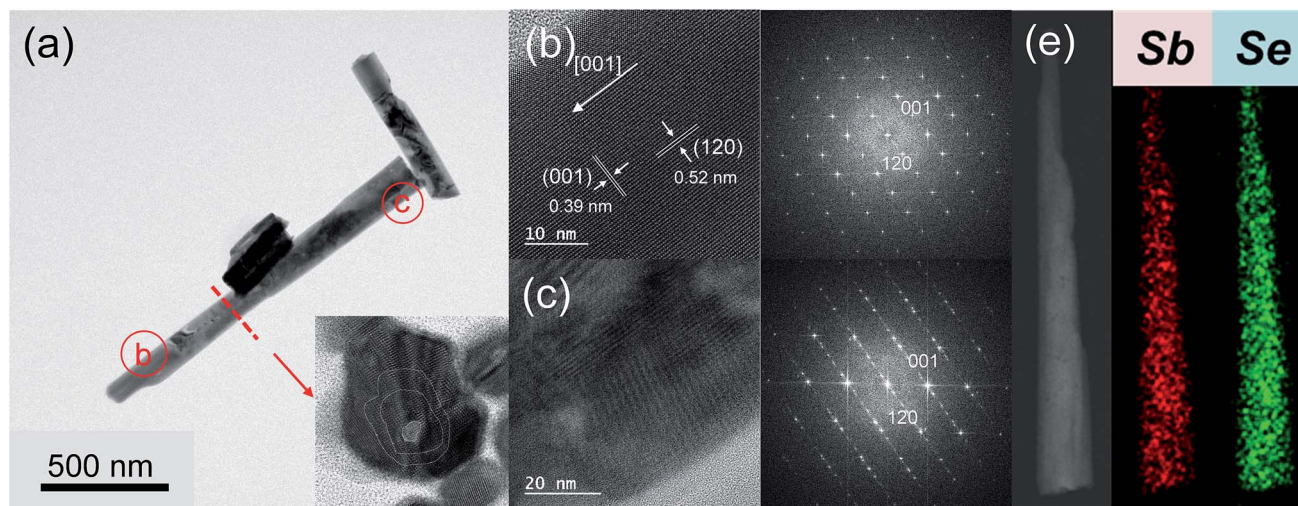 (a)
c
b
500 nm
(b)
[001]
(120)
0.52 nm
(001)
0.39 nm
10 nm
001
120
(c)
20 nm
001
120
(e)
Sb
Se